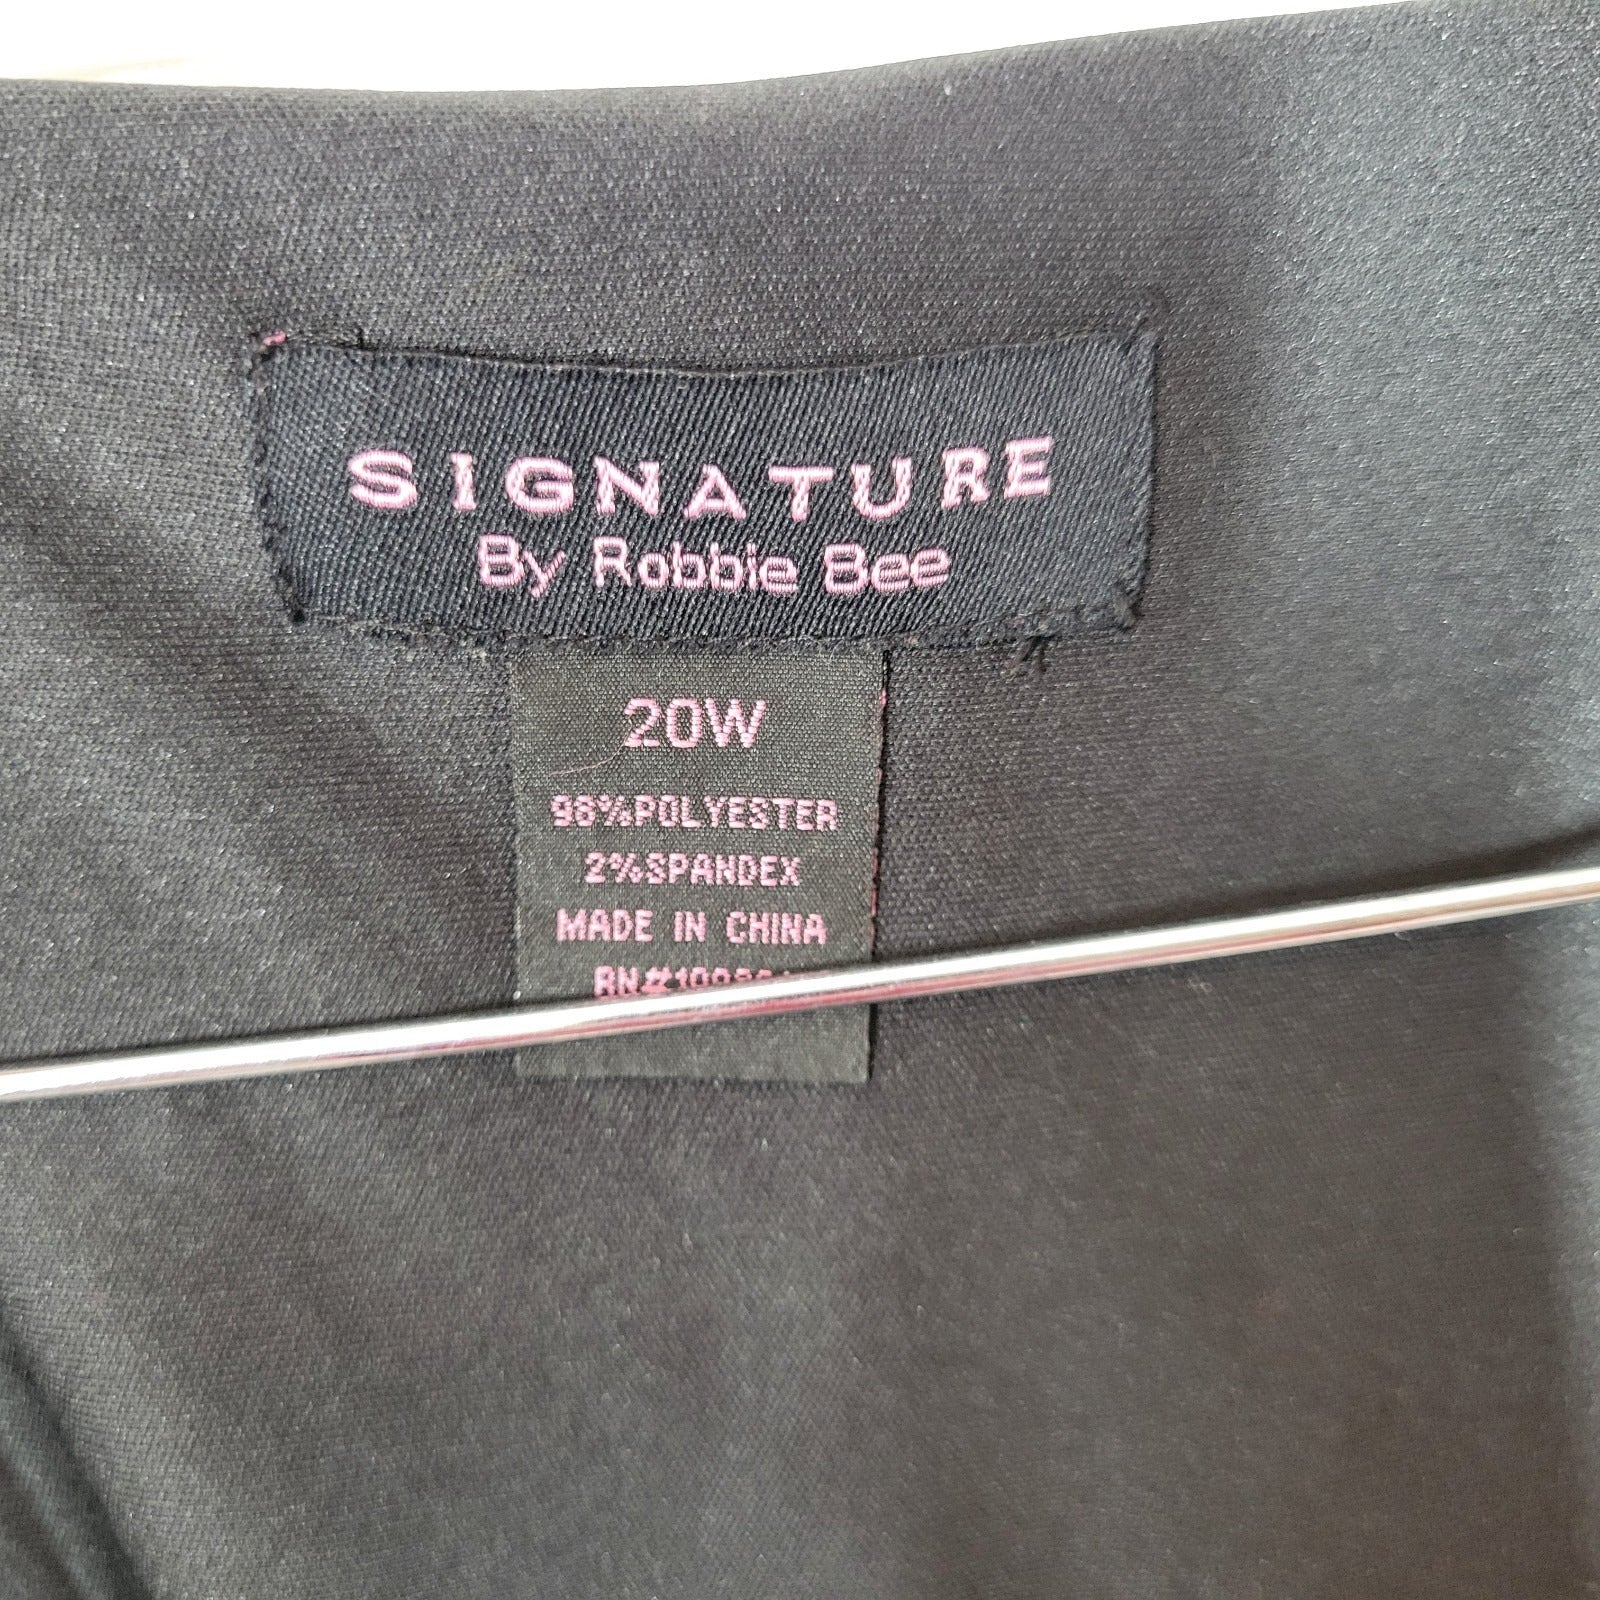 SIGNATURE
By Robbie Bee
20W
98%POLYESTER
2%SPANDEX
MADE IN CHINA